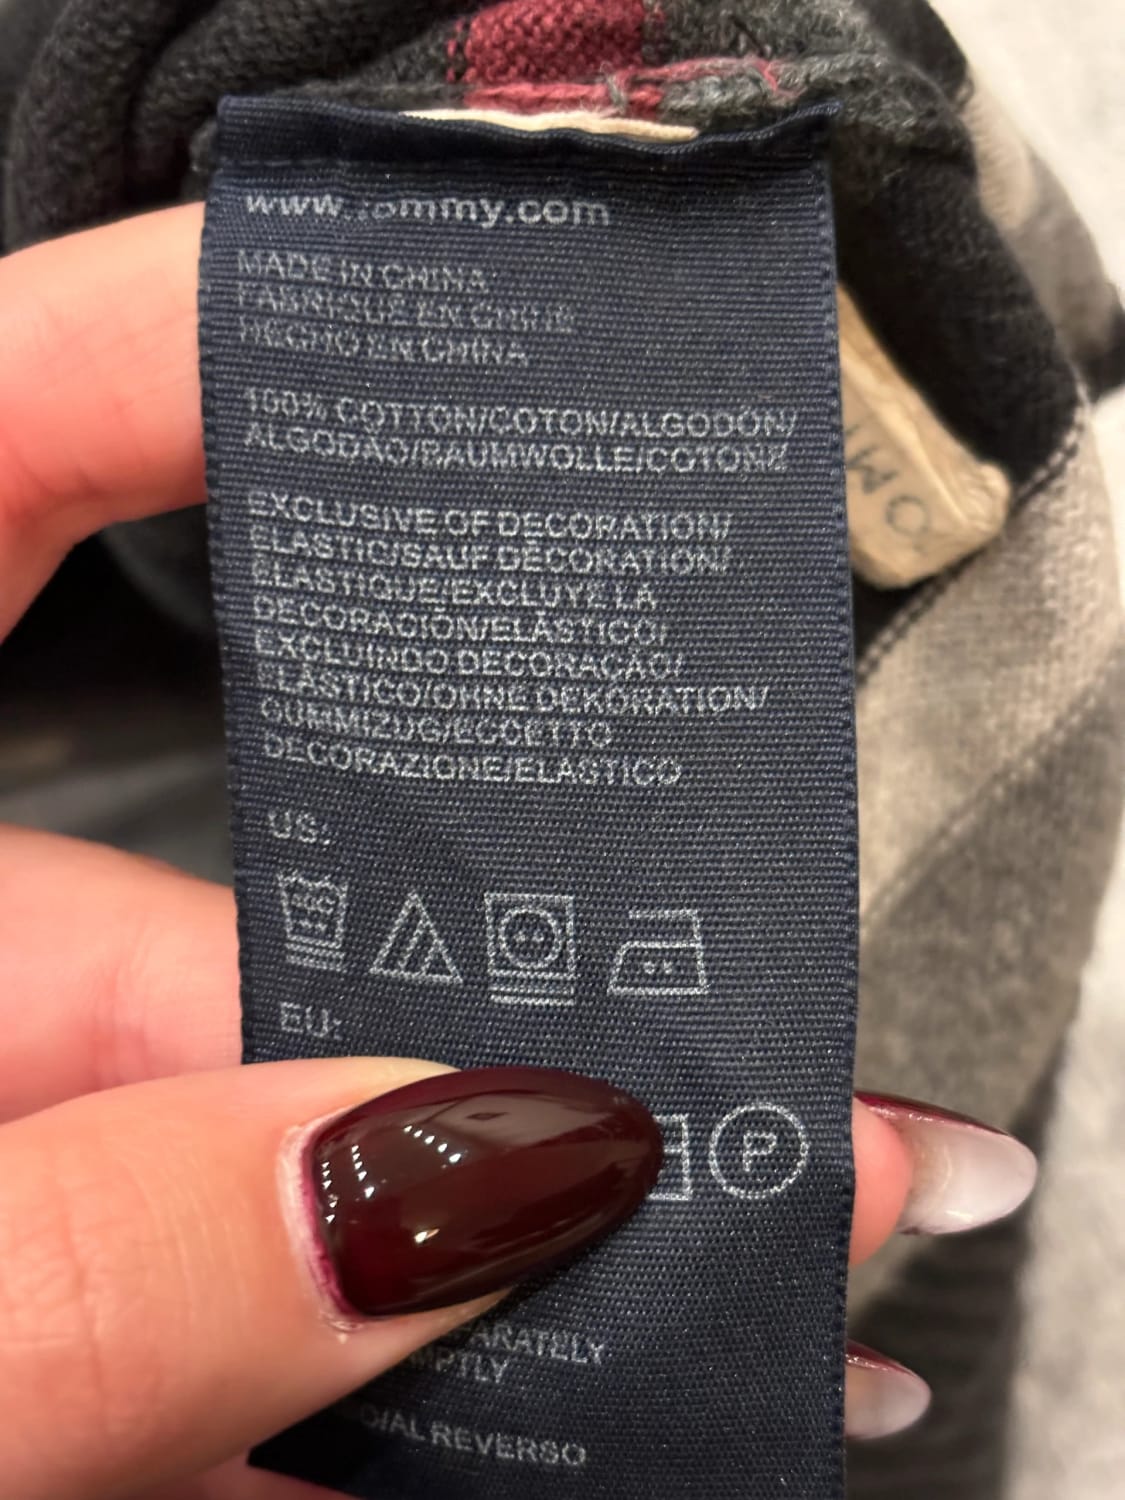 www.tommy.com
MADE IN CHINA
FABRIQUÉ EN CHINE
HECHO EN CHINA
100% COTTON/COTON/ALGODÓN/
ALGODÃO/BAUMWOLLE/COTONE
EXCLUSIVE OF DECORATION/
ELASTIC/SAUF DÉCORATION/
ÉLASTIQUE/EXCLUYE LA
DECORACIÓN/ELÁSTICO/
EXCLUINDO DECORAÇÃO/
ELÁSTICO/OHNE DEKORATION/
GUMMIZUG/ECCETTO
DECORAZIONE/ELASTICO
US:
EU:
P
REVERSO